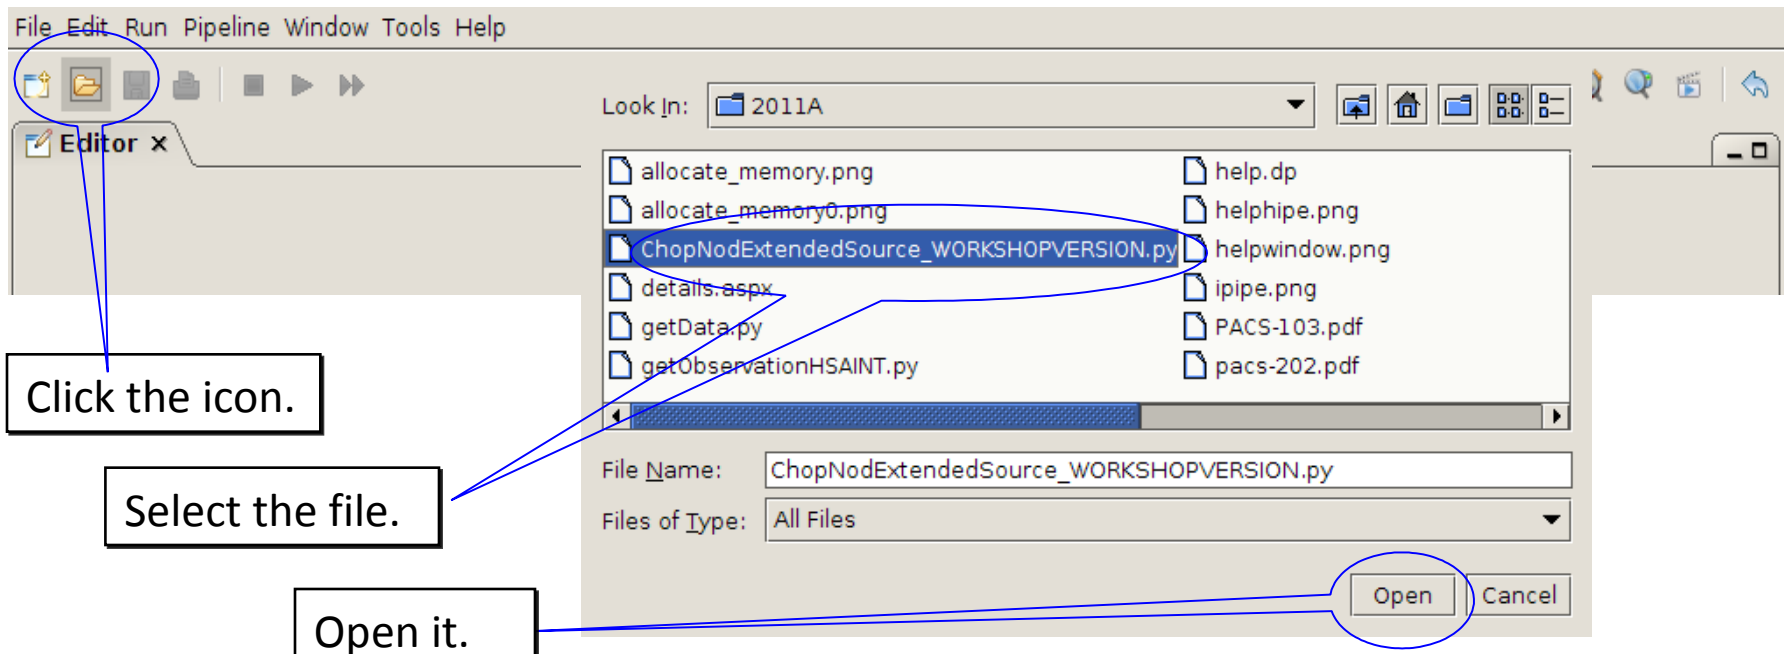 File Edit Run Pipeline Window Tools Help
Look In: 2011A
Editor x
allocate_memory.png
allocate_memory0.png
ChopNodExtendedSource_WORKSHOPVERSION.py
details.aspx
getData.py
getObservationHSAINT.py
help.dp
helphipe.png
helpwindow.png
ipipe.png
PACS-103.pdf
pacs-202.pdf
Click the icon.
File Name: ChopNodExtendedSource_WORKSHOPVERSION.py
Select the file.
Files of Type: All Files
Open Cancel
Open it.